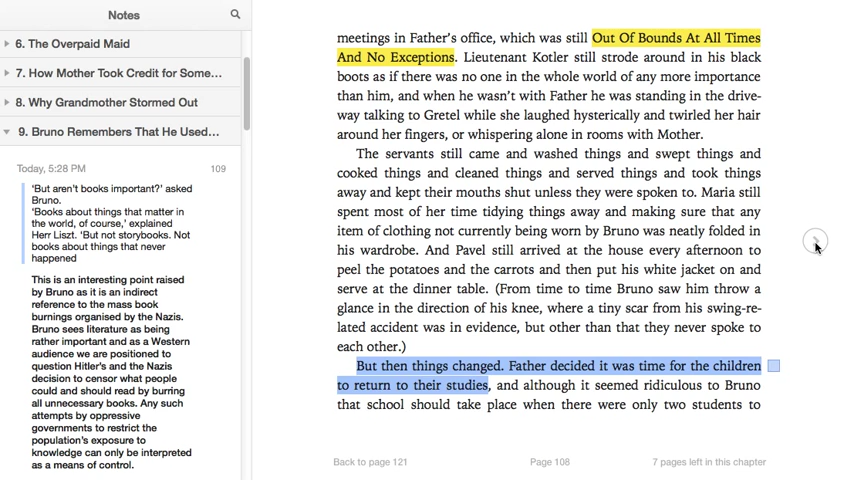 Notes
6. The Overpaid Maid
7. How Mother Took Credit for Some...
8. Why Grandmother Stormed Out
9. Bruno Remembers That He Used...
Today, 5:28 PM 109
‘But aren't books important?’ asked
Bruno.
‘Books about things that matter in
the world, of course,’ explained
Herr Liszt. ‘But not storybooks. Not
books about things that never
happened
This is an interesting point raised
by Bruno as it is an indirect
reference to the mass book
burnings organised by the Nazis.
Bruno sees literature as being
rather important and as a Western
audience we are positioned to
question Hitler's and the Nazis
decision to censor what people
could and should read by burring
all unnecessary books. Any such
attempts by oppressive
governments to restrict the
population's exposure to
knowledge can only be interpreted
as a means of control.
meetings in Father's office, which was still Out Of Bounds At All Times
And No Exceptions. Lieutenant Kotler still strode around in his black
boots as if there was no one in the whole world of any more importance
than him, and when he wasn't with Father he was standing in the drive-
way talking to Gretel while she laughed hysterically and twirled her hair
around her fingers, or whispering alone in rooms with Mother.
The servants still came and washed things and swept things and
cooked things and cleaned things and served things and took things
away and kept their mouths shut unless they were spoken to. Maria still
spent most of her time tidying things away and making sure that any
item of clothing not currently being worn by Bruno was neatly folded in
his wardrobe. And Pavel still arrived at the house every afternoon to
peel the potatoes and the carrots and then put his white jacket on and
serve at the dinner table. (From time to time Bruno saw him throw a
glance in the direction of his knee, where a tiny scar from his swing-re-
lated accident was in evidence, but other than that they never spoke to
each other.)
But then things changed. Father decided it was time for the children
to return to their studies, and although it seemed ridiculous to Bruno
that school should take place when there were only two students to
Back to page 121 Page 108 7 pages left in this chapter